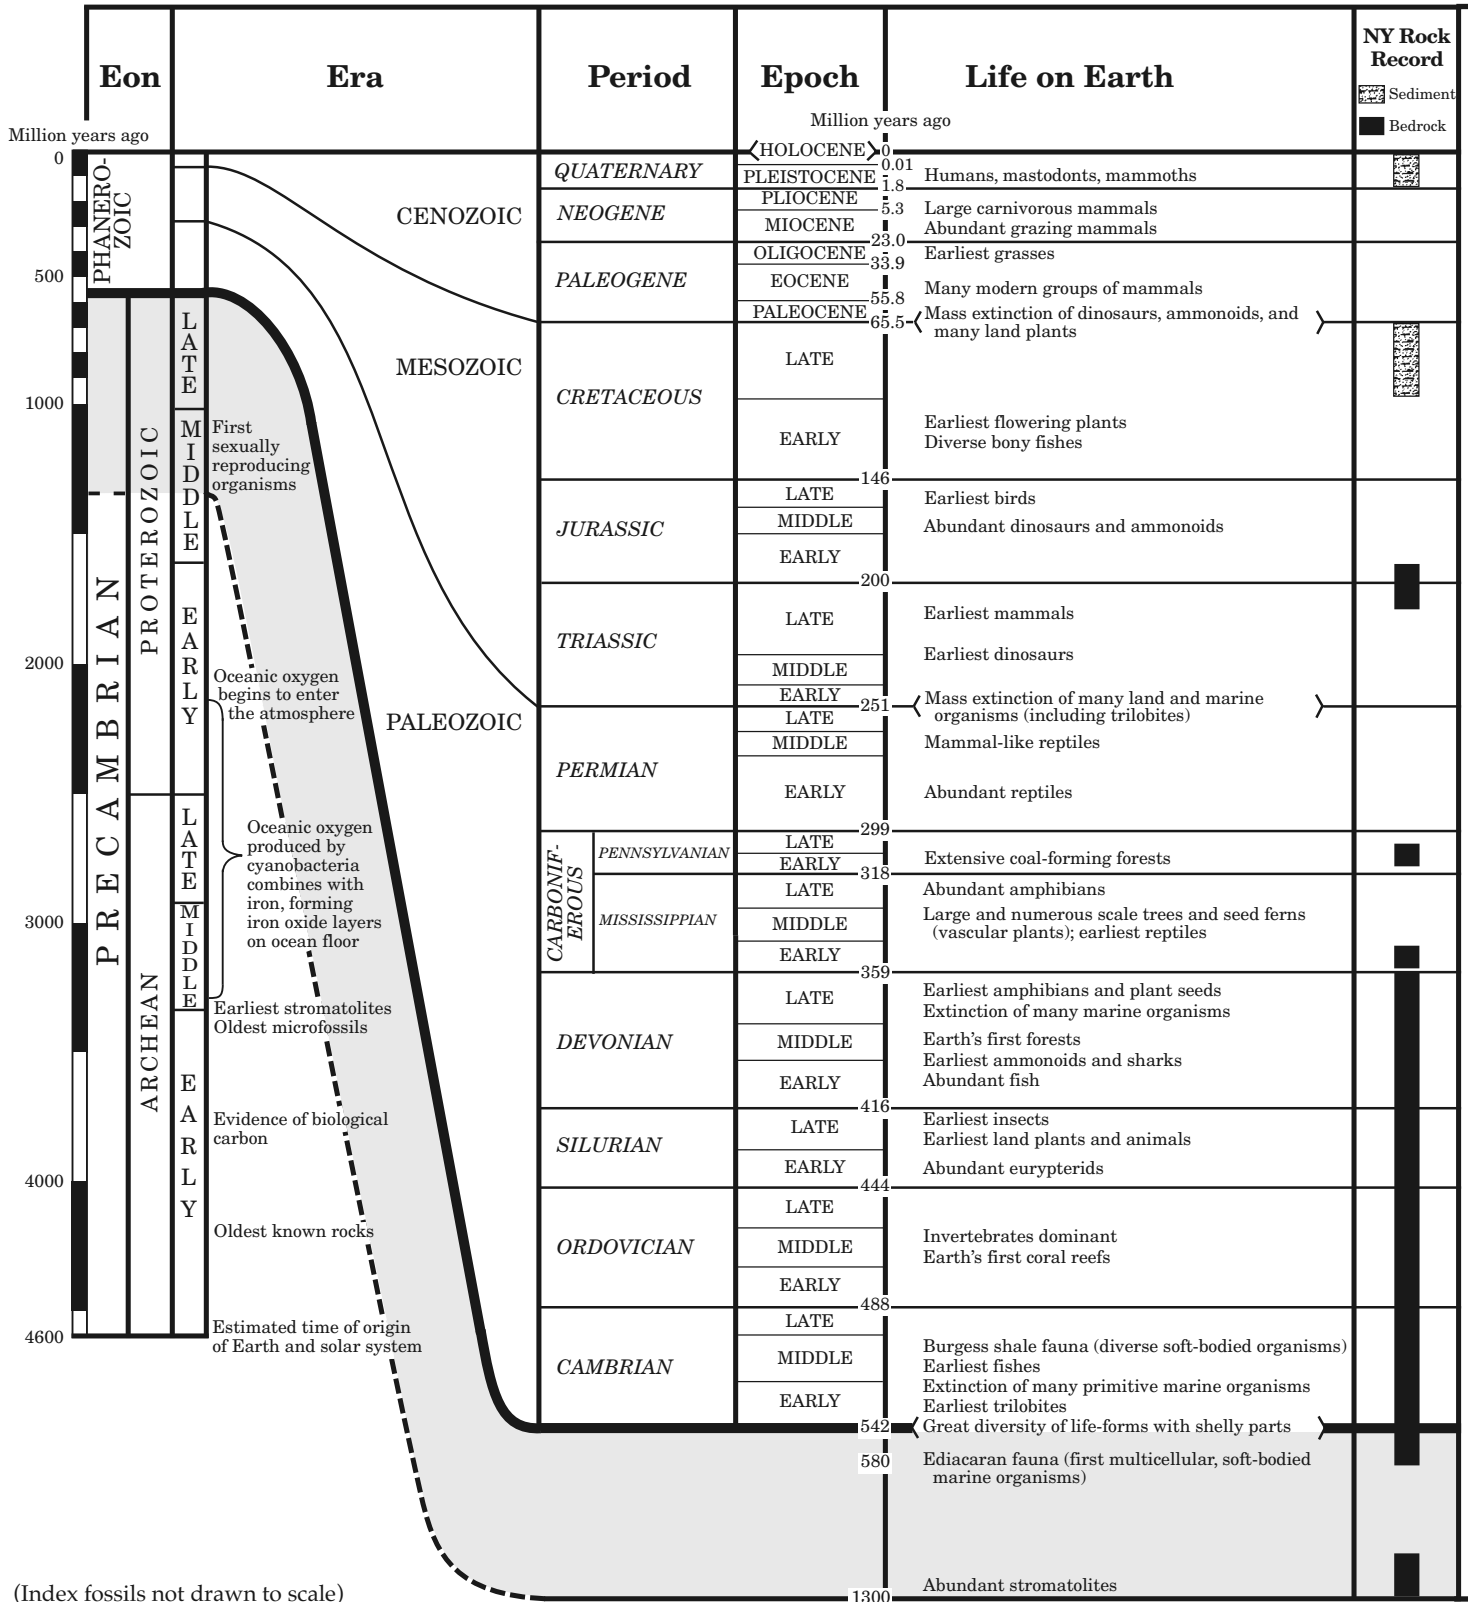 Eon
Era
Period
Epoch
Life on Earth
NY Rock
Record
Sediment
Bedrock
Million years ago
Million years ago
0
500
1000
2000
3000
4000
4600
PHANERO-
ZOIC
PRECAMBRIAN
PROTEROZOIC
ARCHEAN
LATE
MIDDLE
EARLY
LATE
MIDDLE
EARLY
First
sexually
reproducing
organisms
Oceanic oxygen
begins to enter
the atmosphere
Oceanic oxygen
produced by
cyanobacteria
combines with
iron, forming
iron oxide layers
on ocean floor
Earliest stromatolites
Oldest microfossils
Evidence of biological
carbon
Oldest known rocks
Estimated time of origin
of Earth and solar system
CENOZOIC
MESOZOIC
PALEOZOIC
QUATERNARY
HOLOCENE
0
0.01
PLEISTOCENE
1.8
Humans, mastodonts, mammoths
NEOGENE
PLIOCENE
5.3
Large carnivorous mammals
MIOCENE
Abundant grazing mammals
23.0
PALEOGENE
OLIGOCENE
33.9
Earliest grasses
EOCENE
55.8
Many modern groups of mammals
PALEOCENE
65.5
Mass extinction of dinosaurs, ammonoids, and
many land plants
CRETACEOUS
LATE
EARLY
Earliest flowering plants
Diverse bony fishes
146
JURASSIC
LATE
Earliest birds
MIDDLE
Abundant dinosaurs and ammonoids
EARLY
200
TRIASSIC
LATE
Earliest mammals
Earliest dinosaurs
MIDDLE
EARLY
251
Mass extinction of many land and marine
organisms (including trilobites)
PERMIAN
LATE
MIDDLE
Mammal-like reptiles
EARLY
Abundant reptiles
299
CARBONIF-
EROUS
PENNSYLVANIAN
LATE
EARLY
Extensive coal-forming forests
318
MISSISSIPPIAN
LATE
Abundant amphibians
MIDDLE
Large and numerous scale trees and seed ferns
(vascular plants); earliest reptiles
EARLY
359
DEVONIAN
LATE
Earliest amphibians and plant seeds
Extinction of many marine organisms
MIDDLE
Earth's first forests
Earliest ammonoids and sharks
EARLY
Abundant fish
416
SILURIAN
LATE
Earliest insects
Earliest land plants and animals
EARLY
Abundant eurypterids
444
ORDOVICIAN
LATE
MIDDLE
Invertebrates dominant
Earth's first coral reefs
EARLY
488
CAMBRIAN
LATE
MIDDLE
Burgess shale fauna (diverse soft-bodied organisms)
Earliest fishes
Extinction of many primitive marine organisms
EARLY
Earliest trilobites
542
Great diversity of life-forms with shelly parts
580
Ediacaran fauna (first multicellular, soft-bodied
marine organisms)
Abundant stromatolites
1300
(Index fossils not drawn to scale)